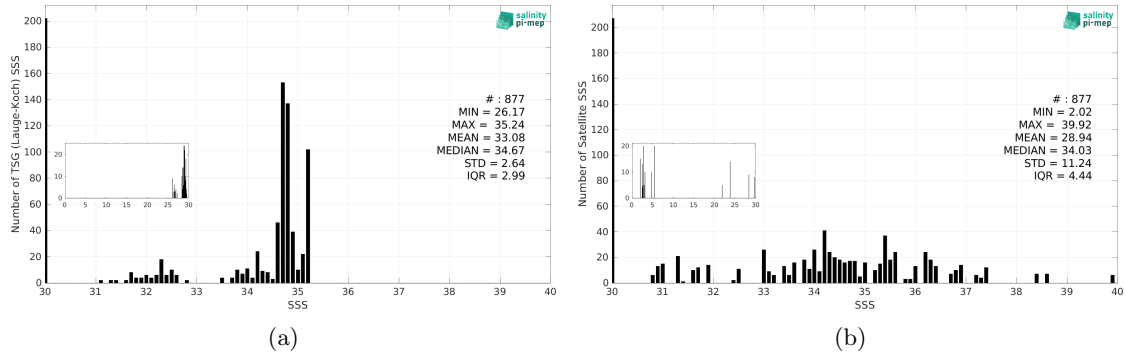 salinity
pi-mep
Number of TSG (Lauge-Koch) SSS
200
180
160
140
120
100
80
60
40
20
0
# : 877
MIN = 26.17
MAX = 35.24
MEAN = 33.08
MEDIAN = 34.67
STD = 2.64
IQR = 2.99
20
10
0
0 5 10 15 20 25 30
30 31 32 33 34 35 36 37 38 39 40
SSS
(a)
salinity
pi-mep
Number of Satellite SSS
200
180
160
140
120
100
80
60
40
20
0
# : 877
MIN = 2.02
MAX = 39.92
MEAN = 28.94
MEDIAN = 34.03
STD = 11.24
IQR = 4.44
20
10
0
0 5 10 15 20 25 30
30 31 32 33 34 35 36 37 38 39 40
SSS
(b)